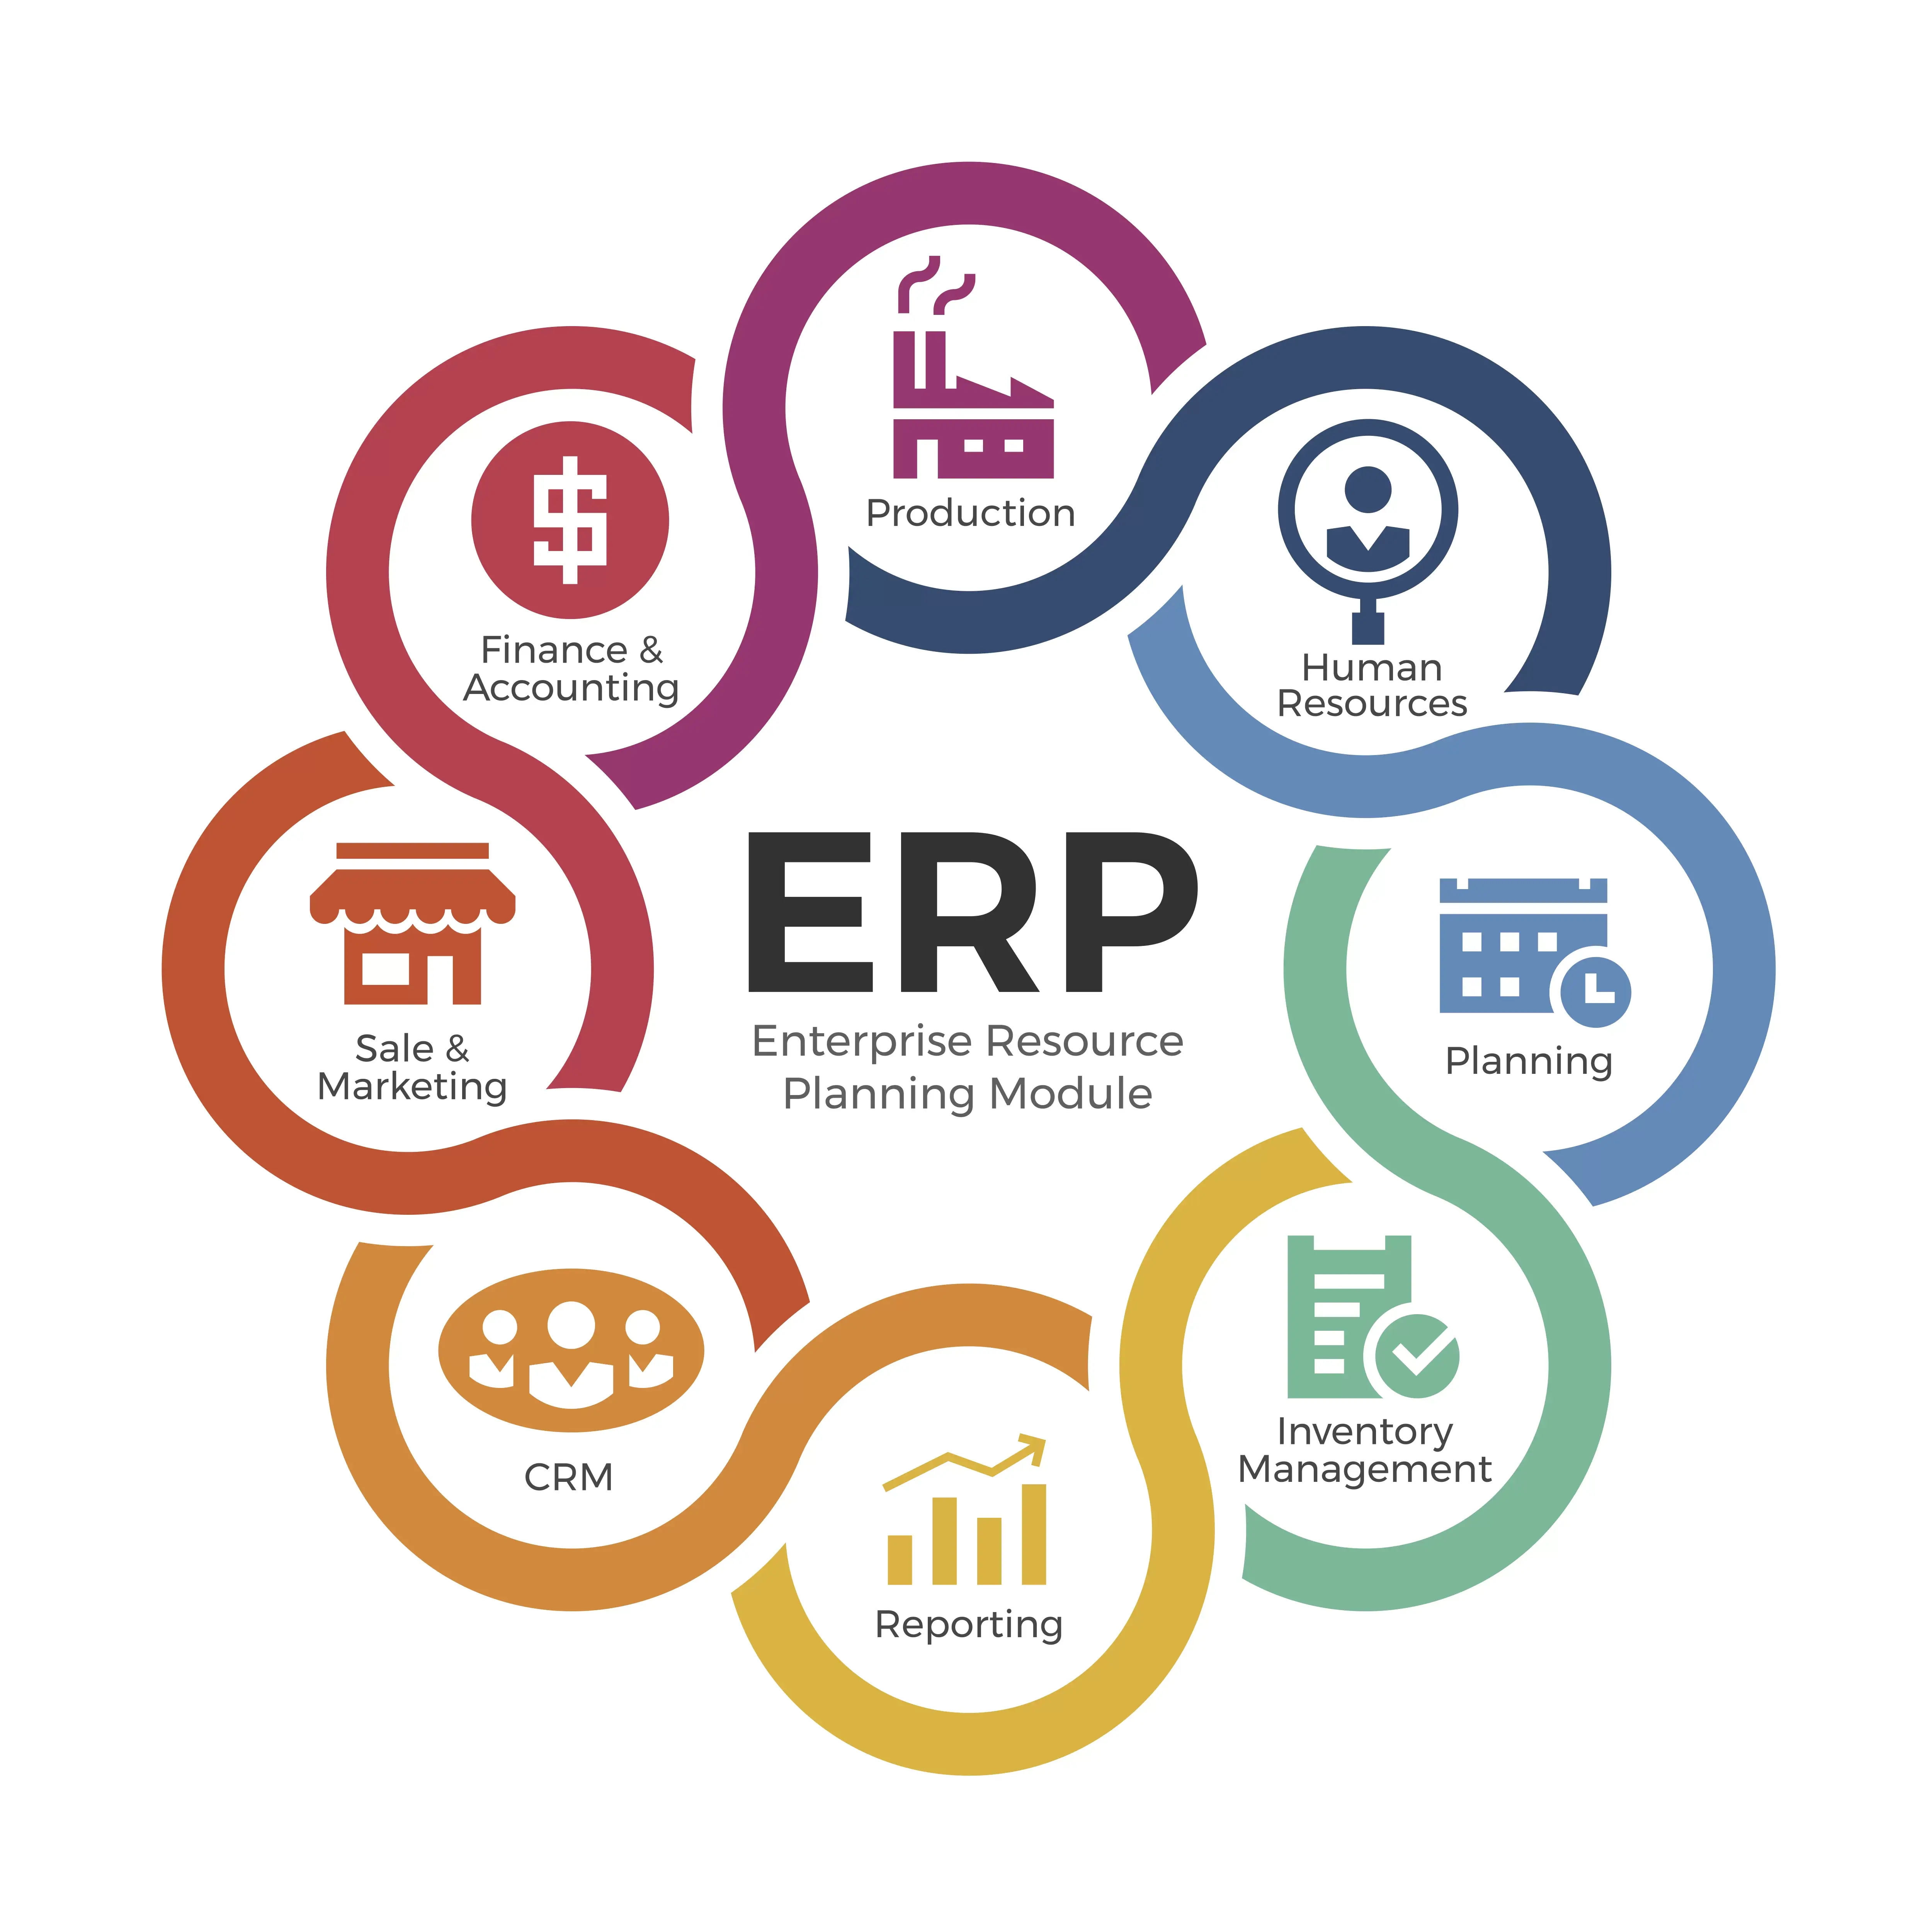 Production
Finance &
Accounting
Human
Resources
ERP
Enterprise Resource
Planning Module
Sale &
Marketing
Planning
CRM
Inventory
Management
Reporting